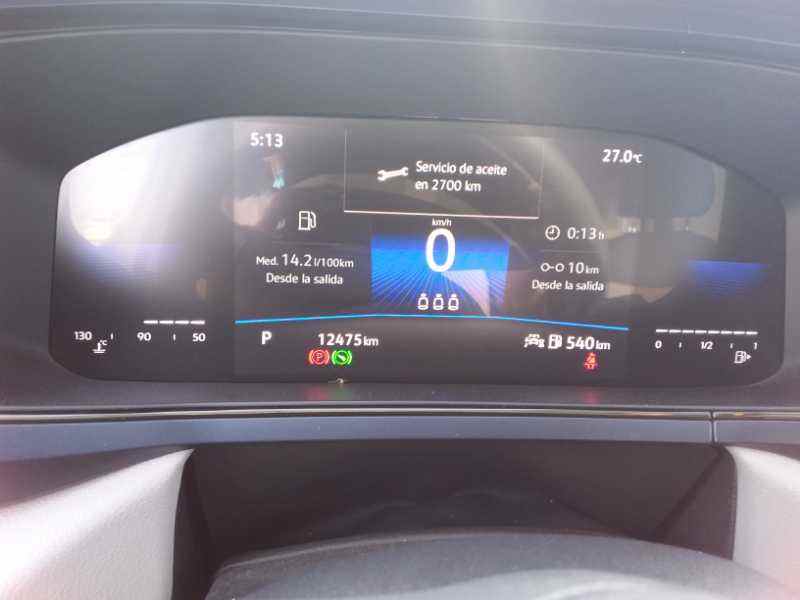 5:13
Servicio de aceite
en 2700 km
27.0°C
km/h
0
0:13 h
Med. 14.2 l/100km
Desde la salida
10 km
Desde la salida
130 90 50
°C
P 12475 km
540 km
0 1/2 1
(P)